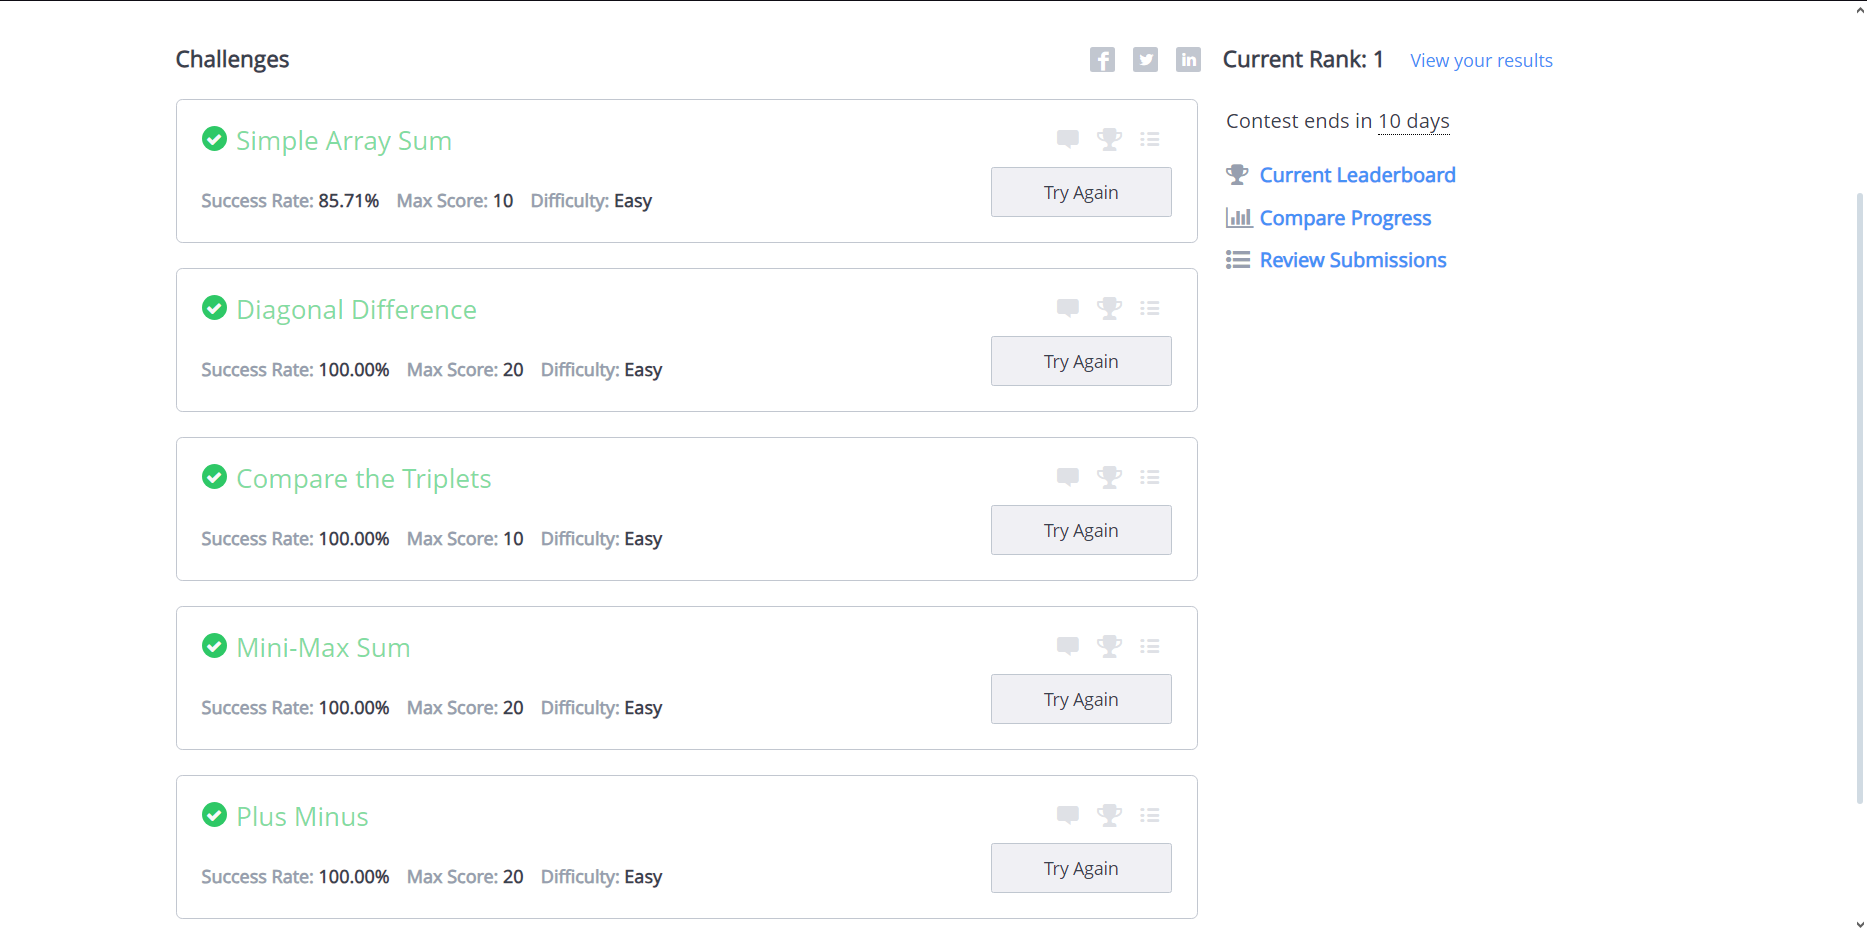 Challenges
Current Rank: 1 View your results
Simple Array Sum
Success Rate: 85.71% Max Score: 10 Difficulty: Easy
Try Again
Contest ends in 10 days
Current Leaderboard
Compare Progress
Review Submissions
Diagonal Difference
Success Rate: 100.00% Max Score: 20 Difficulty: Easy
Try Again
Compare the Triplets
Success Rate: 100.00% Max Score: 10 Difficulty: Easy
Try Again
Mini-Max Sum
Success Rate: 100.00% Max Score: 20 Difficulty: Easy
Try Again
Plus Minus
Success Rate: 100.00% Max Score: 20 Difficulty: Easy
Try Again